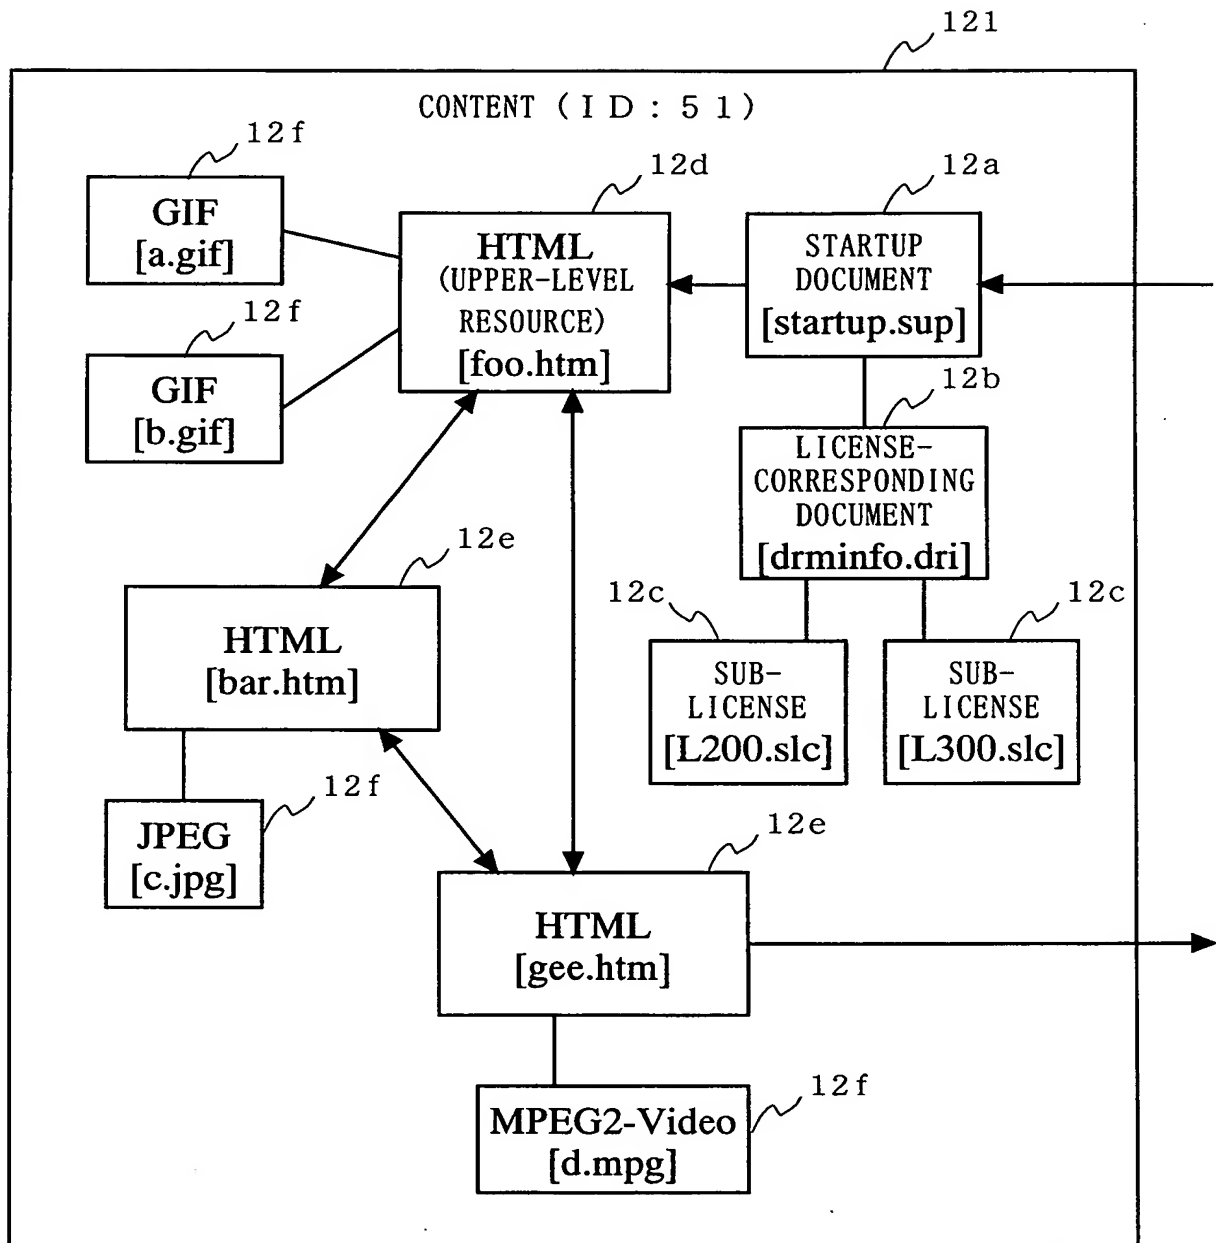 121
CONTENT (ID:51)
12f
GIF
[a.gif]
12d
HTML
(UPPER-LEVEL
RESOURCE)
[foo.htm]
12a
STARTUP
DOCUMENT
[startup.sup]
12f
GIF
[b.gif]
12b
LICENSE-
CORRESPONDING
DOCUMENT
[drminfo.dri]
12e
HTML
[bar.htm]
12c
SUB-
LICENSE
[L200.slc]
12c
SUB-
LICENSE
[L300.slc]
12f
JPEG
[c.jpg]
12e
HTML
[gee.htm]
12f
MPEG2-Video
[d.mpg]